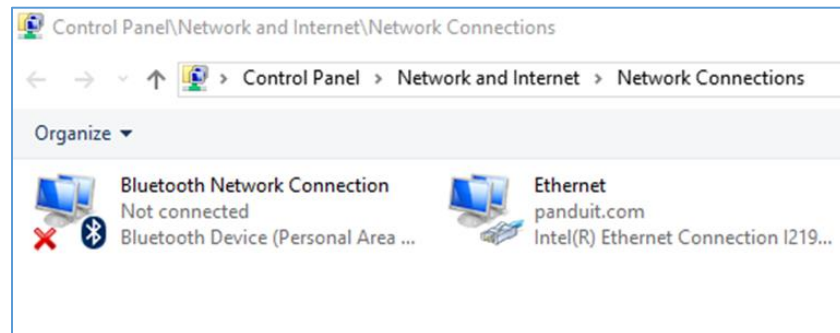 Control Panel\Network and Internet\Network Connections
Control Panel > Network and Internet > Network Connections
Organize
Bluetooth Network Connection
Not connected
Bluetooth Device (Personal Area ...
Ethernet
panduit.com
Intel(R) Ethernet Connection I219...